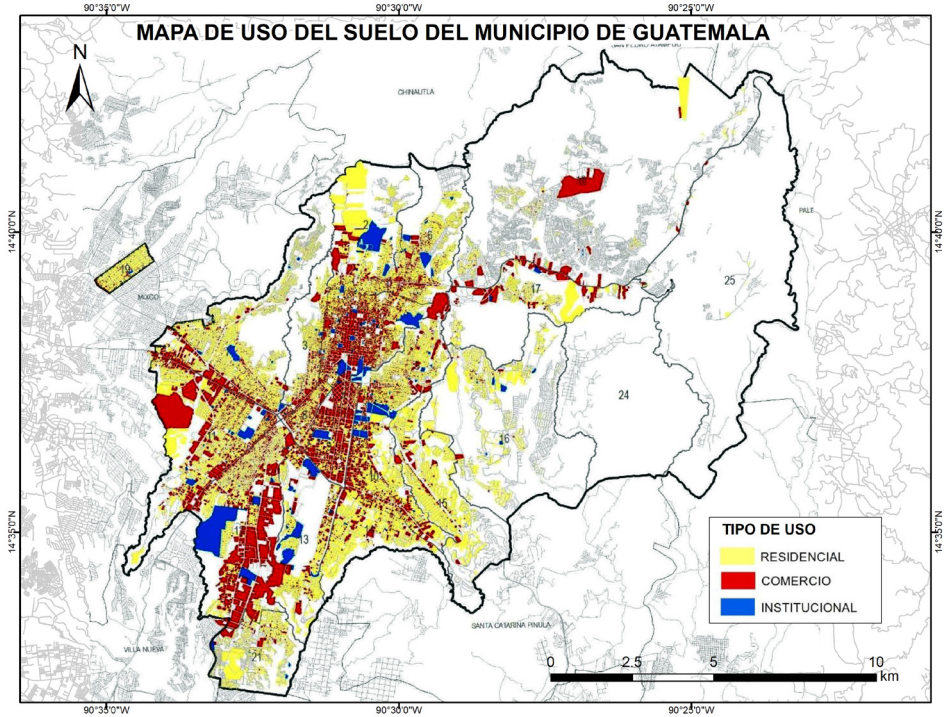 90°35'0"W 90°30'0"W 90°25'0"W
MAPA DE USO DEL SUELO DEL MUNICIPIO DE GUATEMALA
N
CHINAUTLA
14°40'0"N 14°40'0"N
PALE
6
25
MIXCO
17
3
24
16
14°35'0"N 14°35'0"N
13
TIPO DE USO
RESIDENCIAL
COMERCIO
INSTITUCIONAL
SANTA CATARINA PINULA
VILLA NUEVA
21
0 2.5 5 10
km
90°35'0"W 90°30'0"W 90°25'0"W